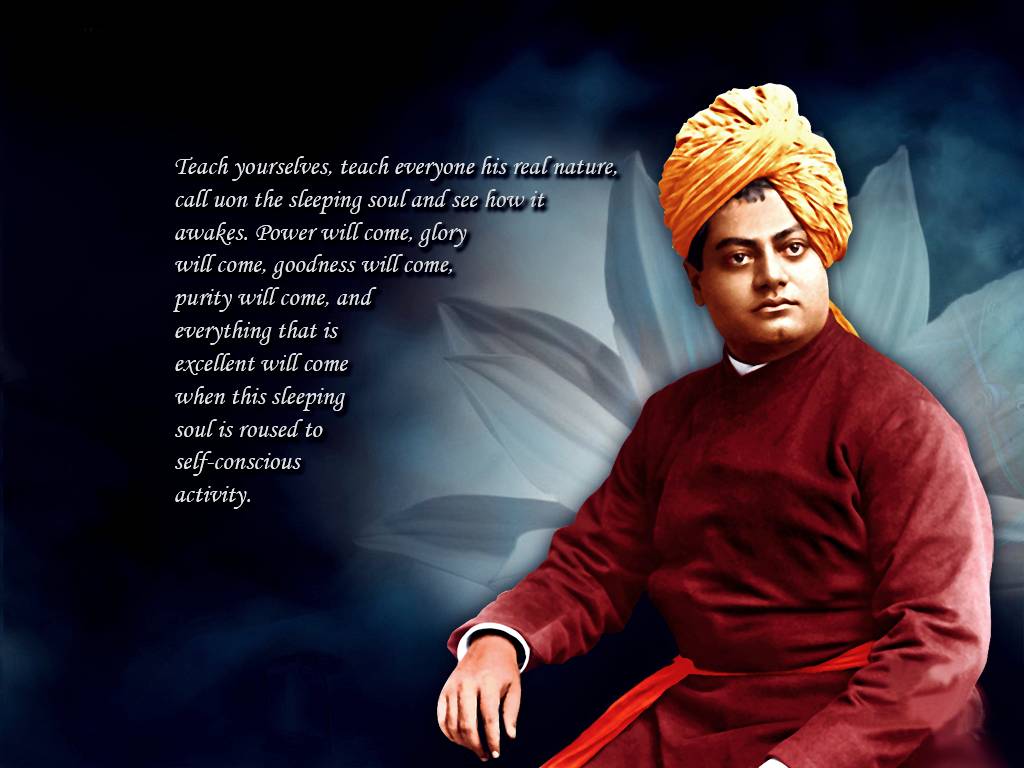 Teach yourselves, teach everyone his real nature,
call uon the sleeping soul and see how it
awakes. Power will come, glory
will come, goodness will come,
purity will come, and
everything that is
excellent will come
when this sleeping
soul is roused to
self-conscious
activity.